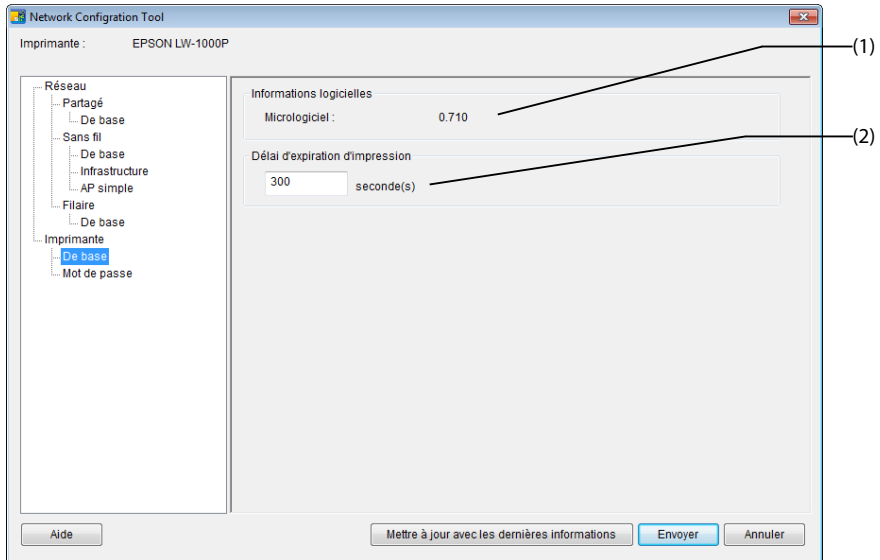 Network Configration Tool
Imprimante : EPSON LW-1000P
(1)
Réseau
Partagé
De base
Sans fil
De base
Infrastructure
AP simple
Filaire
De base
Imprimante
De base
Mot de passe
Informations logicielles
Micrologiciel : 0.710
(2)
Délai d'expiration d'impression
300 seconde(s)
Aide
Mettre à jour avec les dernières informations
Envoyer
Annuler